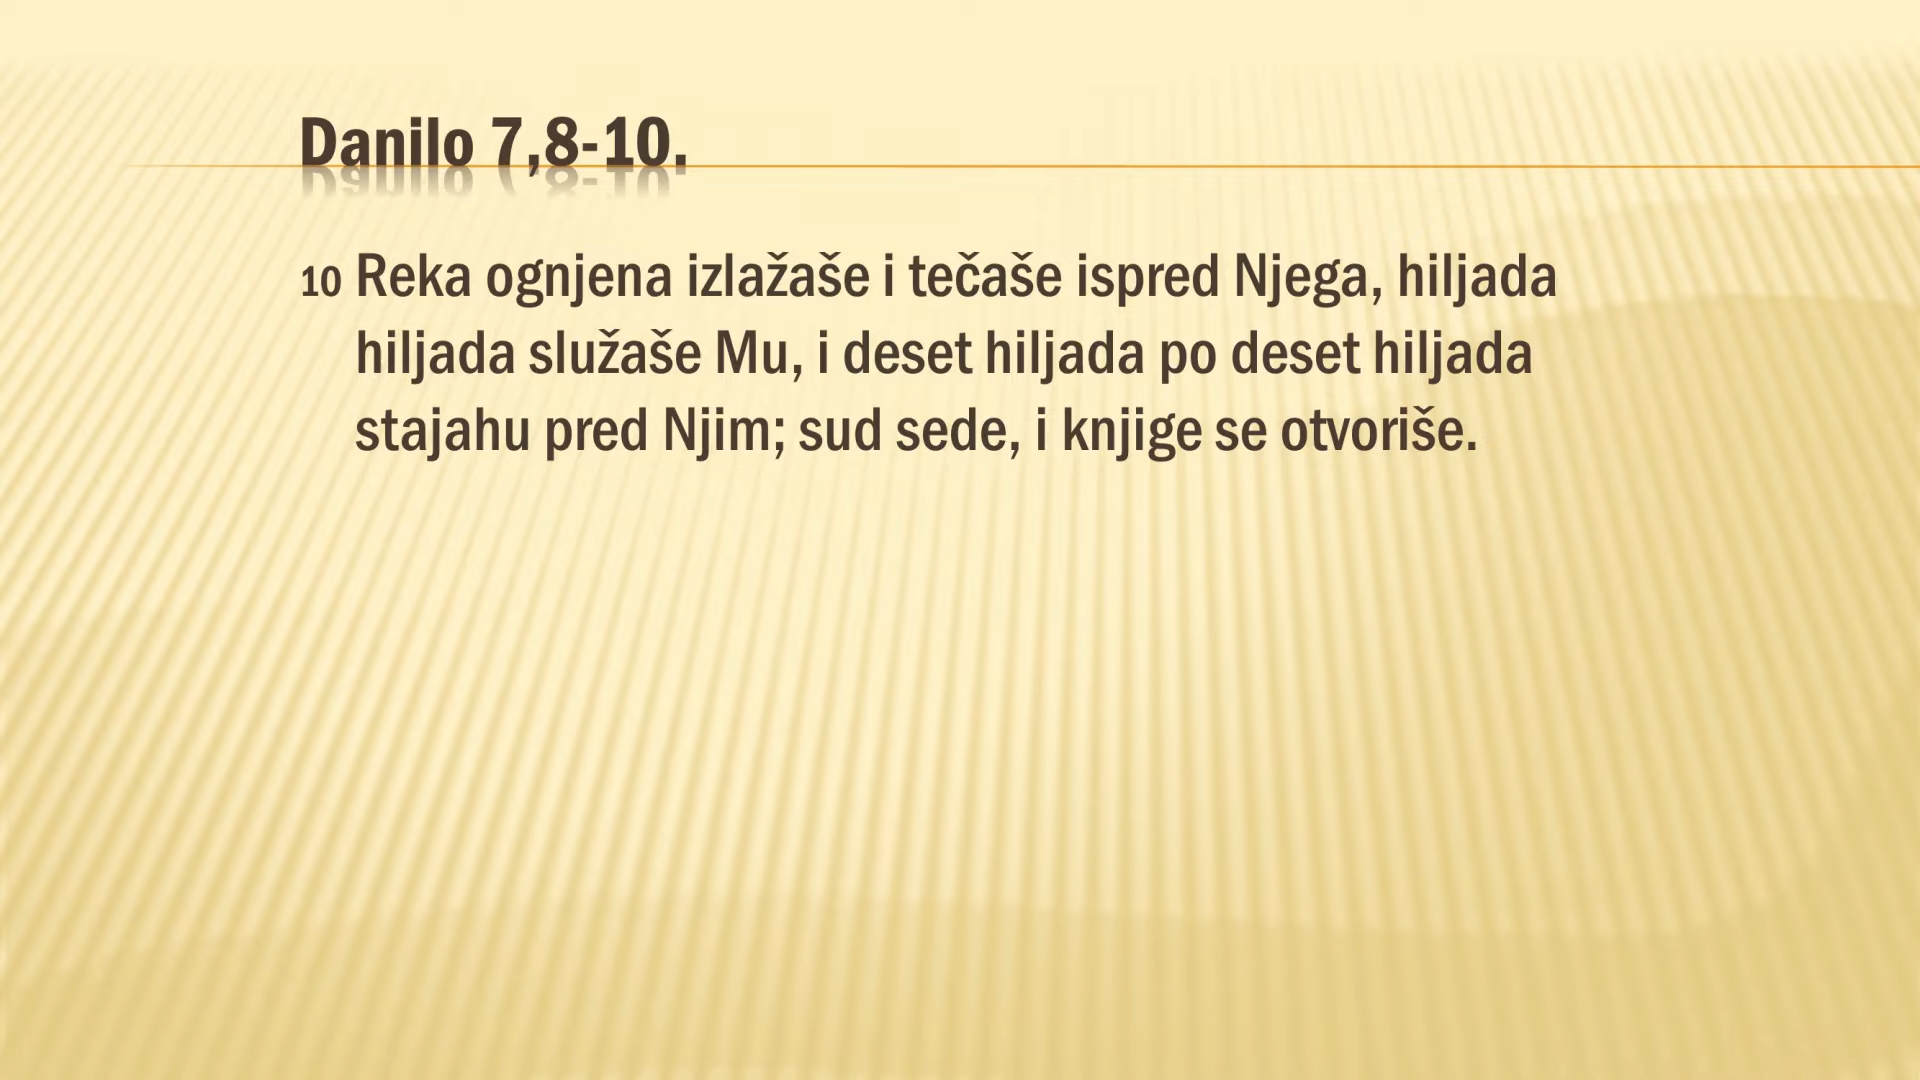 Danilo 7,8-10.
10 Reka ognjena izlažaše i tečaše ispred Njega, hiljada
hiljada služaše Mu, i deset hiljada po deset hiljada
stajahu pred Njim; sud sede, i knjige se otvoriše.